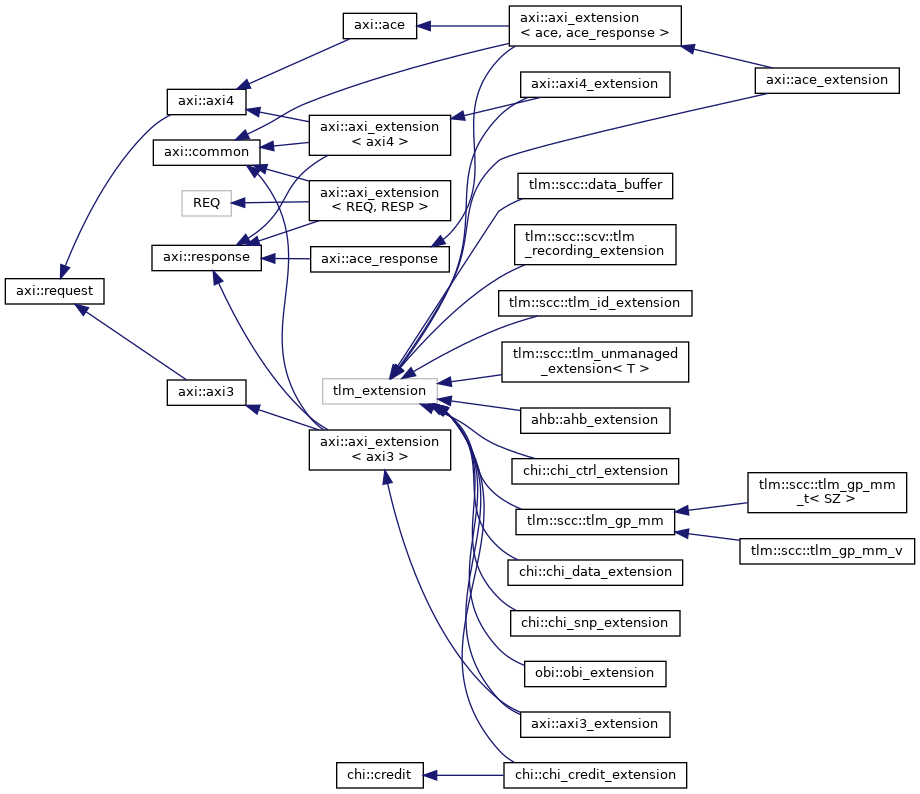 axi::ace
axi::axi_extension
< ace, ace_response >
axi::ace_extension
axi::axi4_extension
axi::axi4
axi::axi_extension
< axi4 >
axi::common
tlm::scc::data_buffer
axi::axi_extension
< REQ, RESP >
REQ
tlm::scc::scv::tlm
_recording_extension
axi::response
axi::ace_response
axi::request
tlm::scc::tlm_id_extension
tlm::scc::tlm_unmanaged
_extension< T >
axi::axi3
tlm_extension
ahb::ahb_extension
axi::axi_extension
< axi3 >
chi::chi_ctrl_extension
tlm::scc::tlm_gp_mm
_t< SZ >
tlm::scc::tlm_gp_mm
tlm::scc::tlm_gp_mm_v
chi::chi_data_extension
chi::chi_snp_extension
obi::obi_extension
axi::axi3_extension
chi::credit
chi::chi_credit_extension